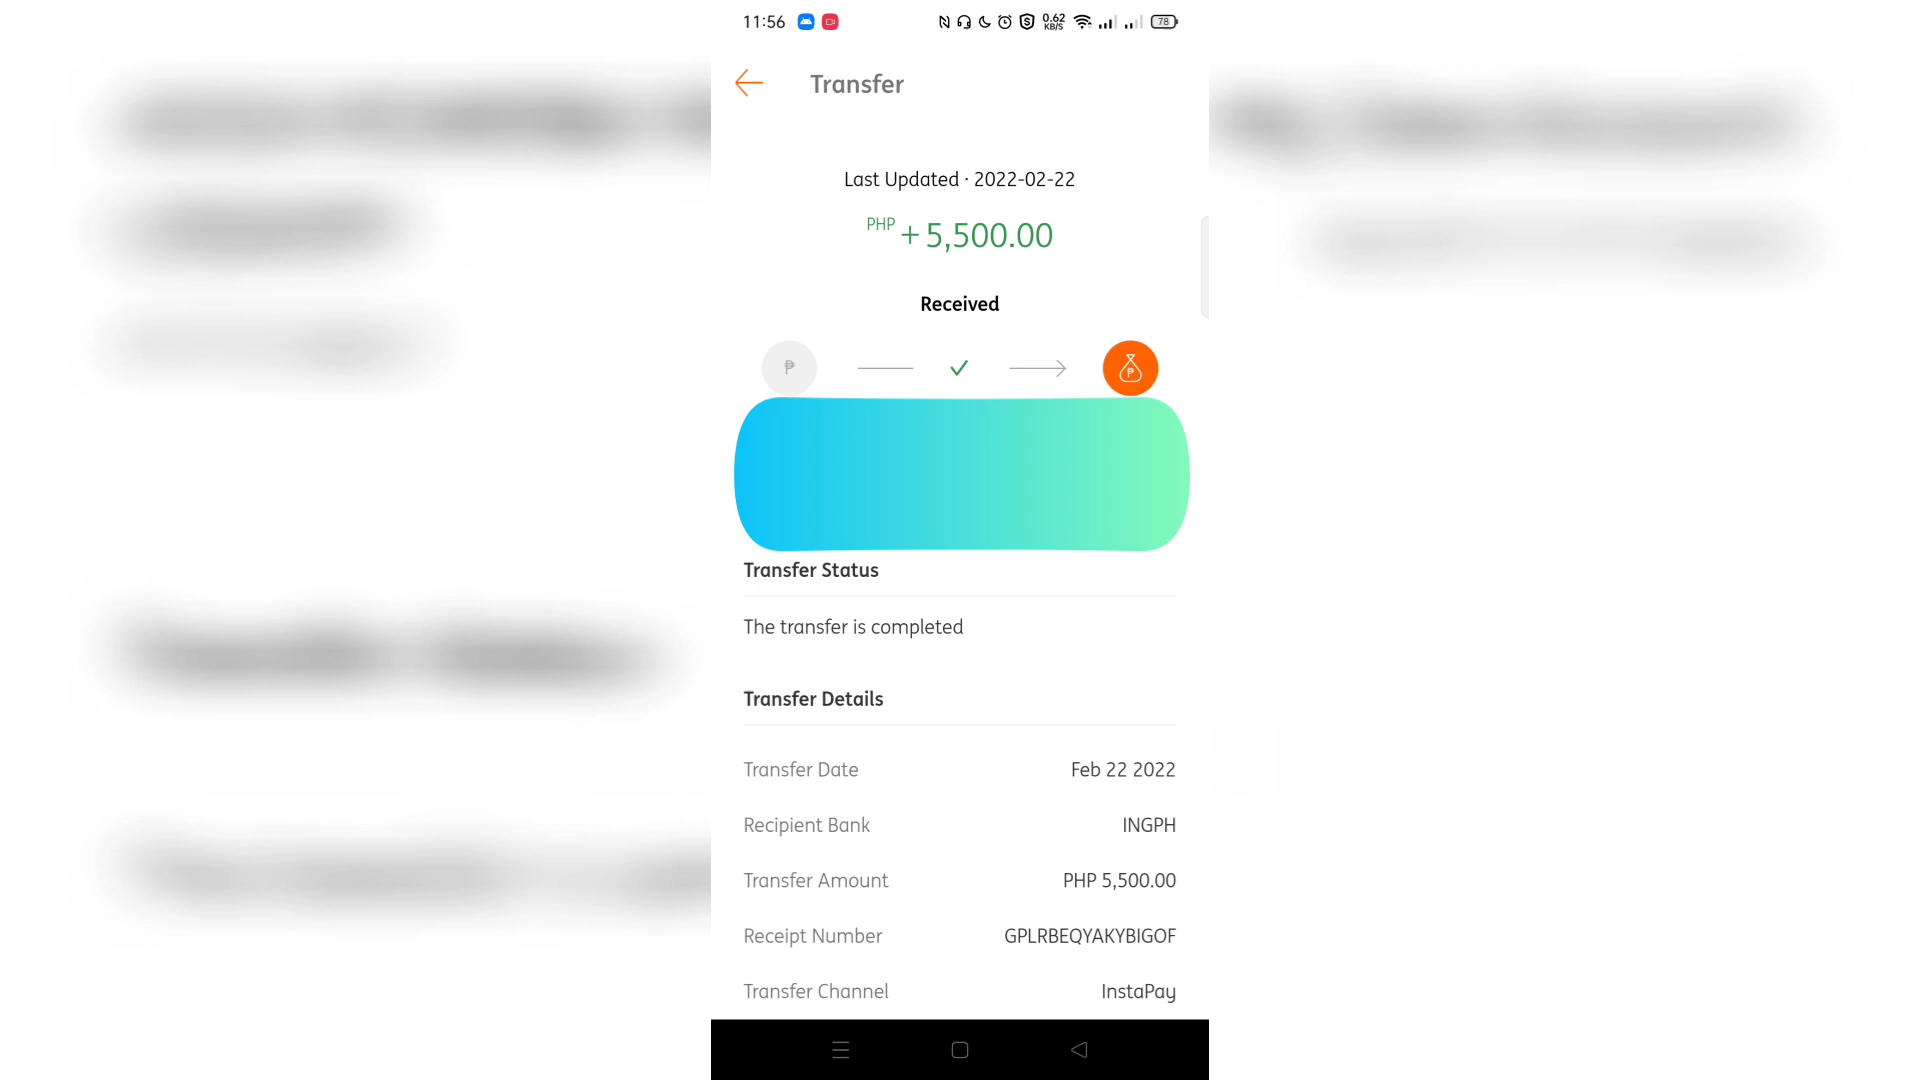 11:56 0.62 KB/S 78
Transfer
Last Updated · 2022-02-22
PHP +5,500.00
Received
Transfer Status
The transfer is completed
Transfer Details
Transfer Date Feb 22 2022
Recipient Bank INGPH
Transfer Amount PHP 5,500.00
Receipt Number GPLRBEQYAKYBIGOF
Transfer Channel InstaPay